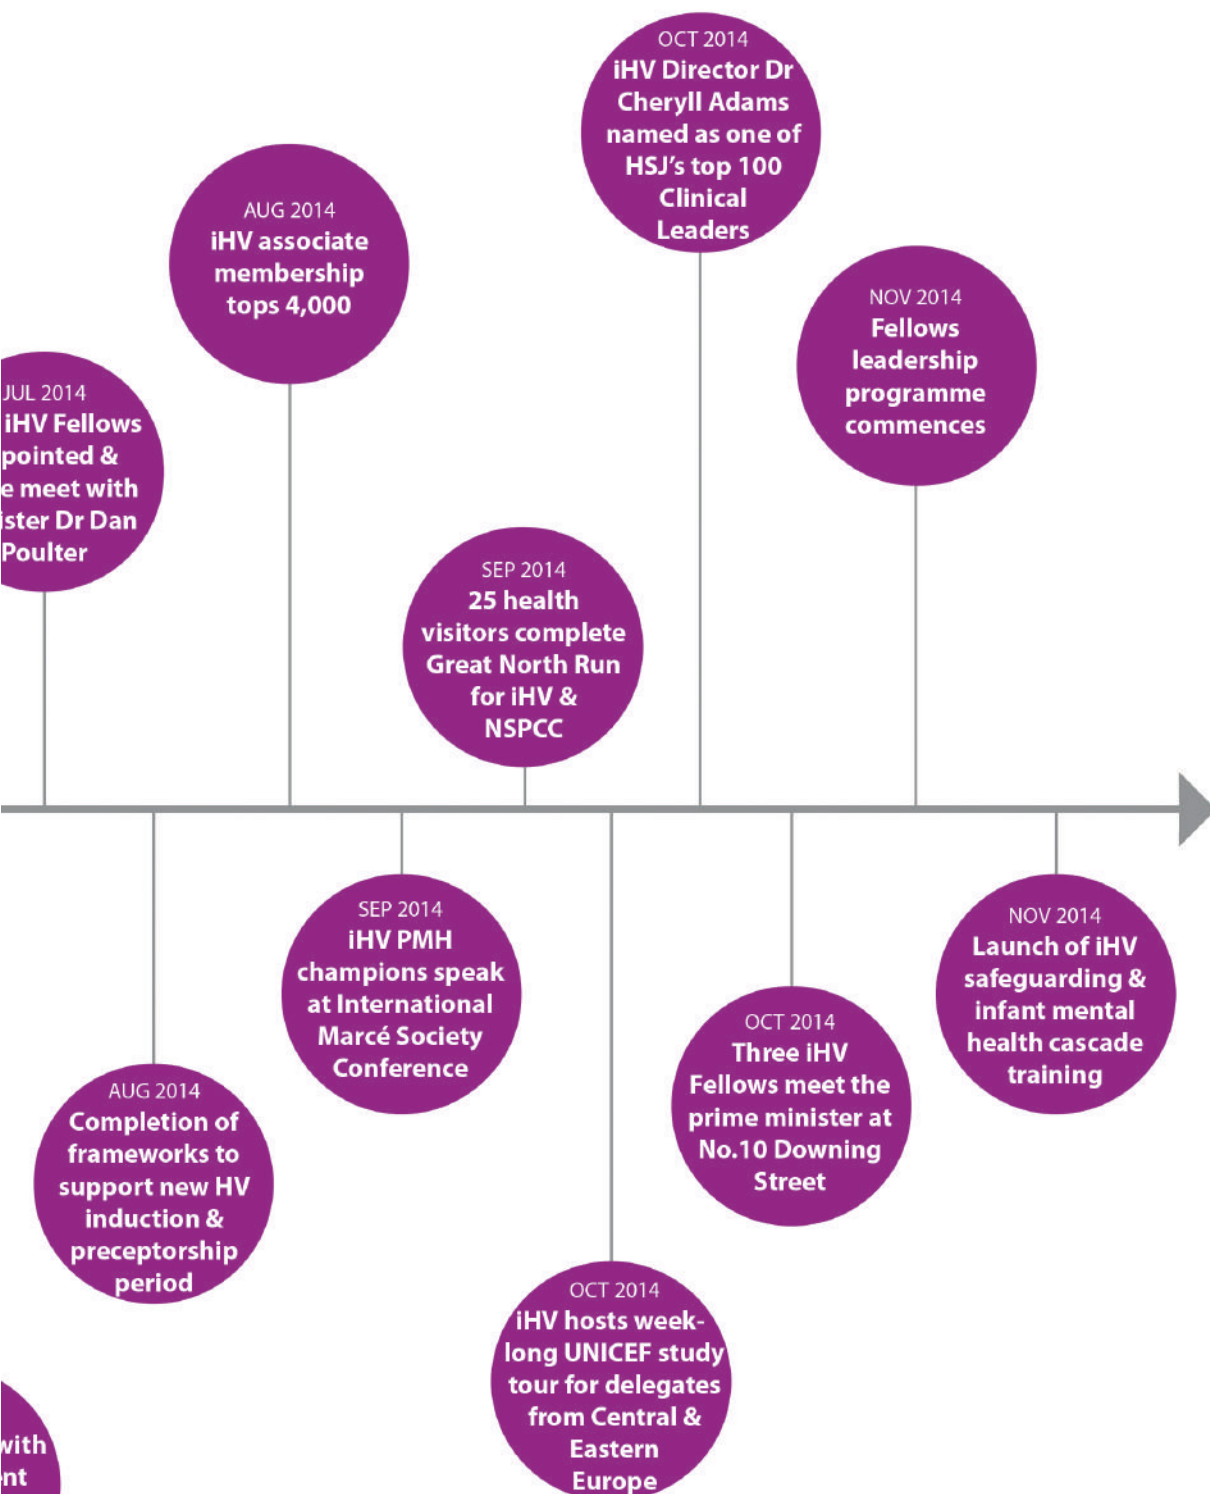 OCT 2014
iHV Director Dr
Cheryll Adams
named as one of
HSJ’s top 100
Clinical
Leaders
AUG 2014
iHV associate
membership
tops 4,000
NOV 2014
Fellows
leadership
programme
commences
JUL 2014
iHV Fellows
pointed &
meet with
Dr Dan
Poulter
SEP 2014
25 health
visitors complete
Great North Run
for iHV &
NSPCC
SEP 2014
iHV PMH
champions speak
at International
Marcé Society
Conference
NOV 2014
Launch of iHV
safeguarding &
infant mental
health cascade
training
OCT 2014
Three iHV
Fellows meet the
prime minister at
No.10 Downing
Street
AUG 2014
Completion of
frameworks to
support new HV
induction &
preceptorship
period
OCT 2014
iHV hosts week-
long UNICEF study
tour for delegates
from Central &
Eastern
Europe
with